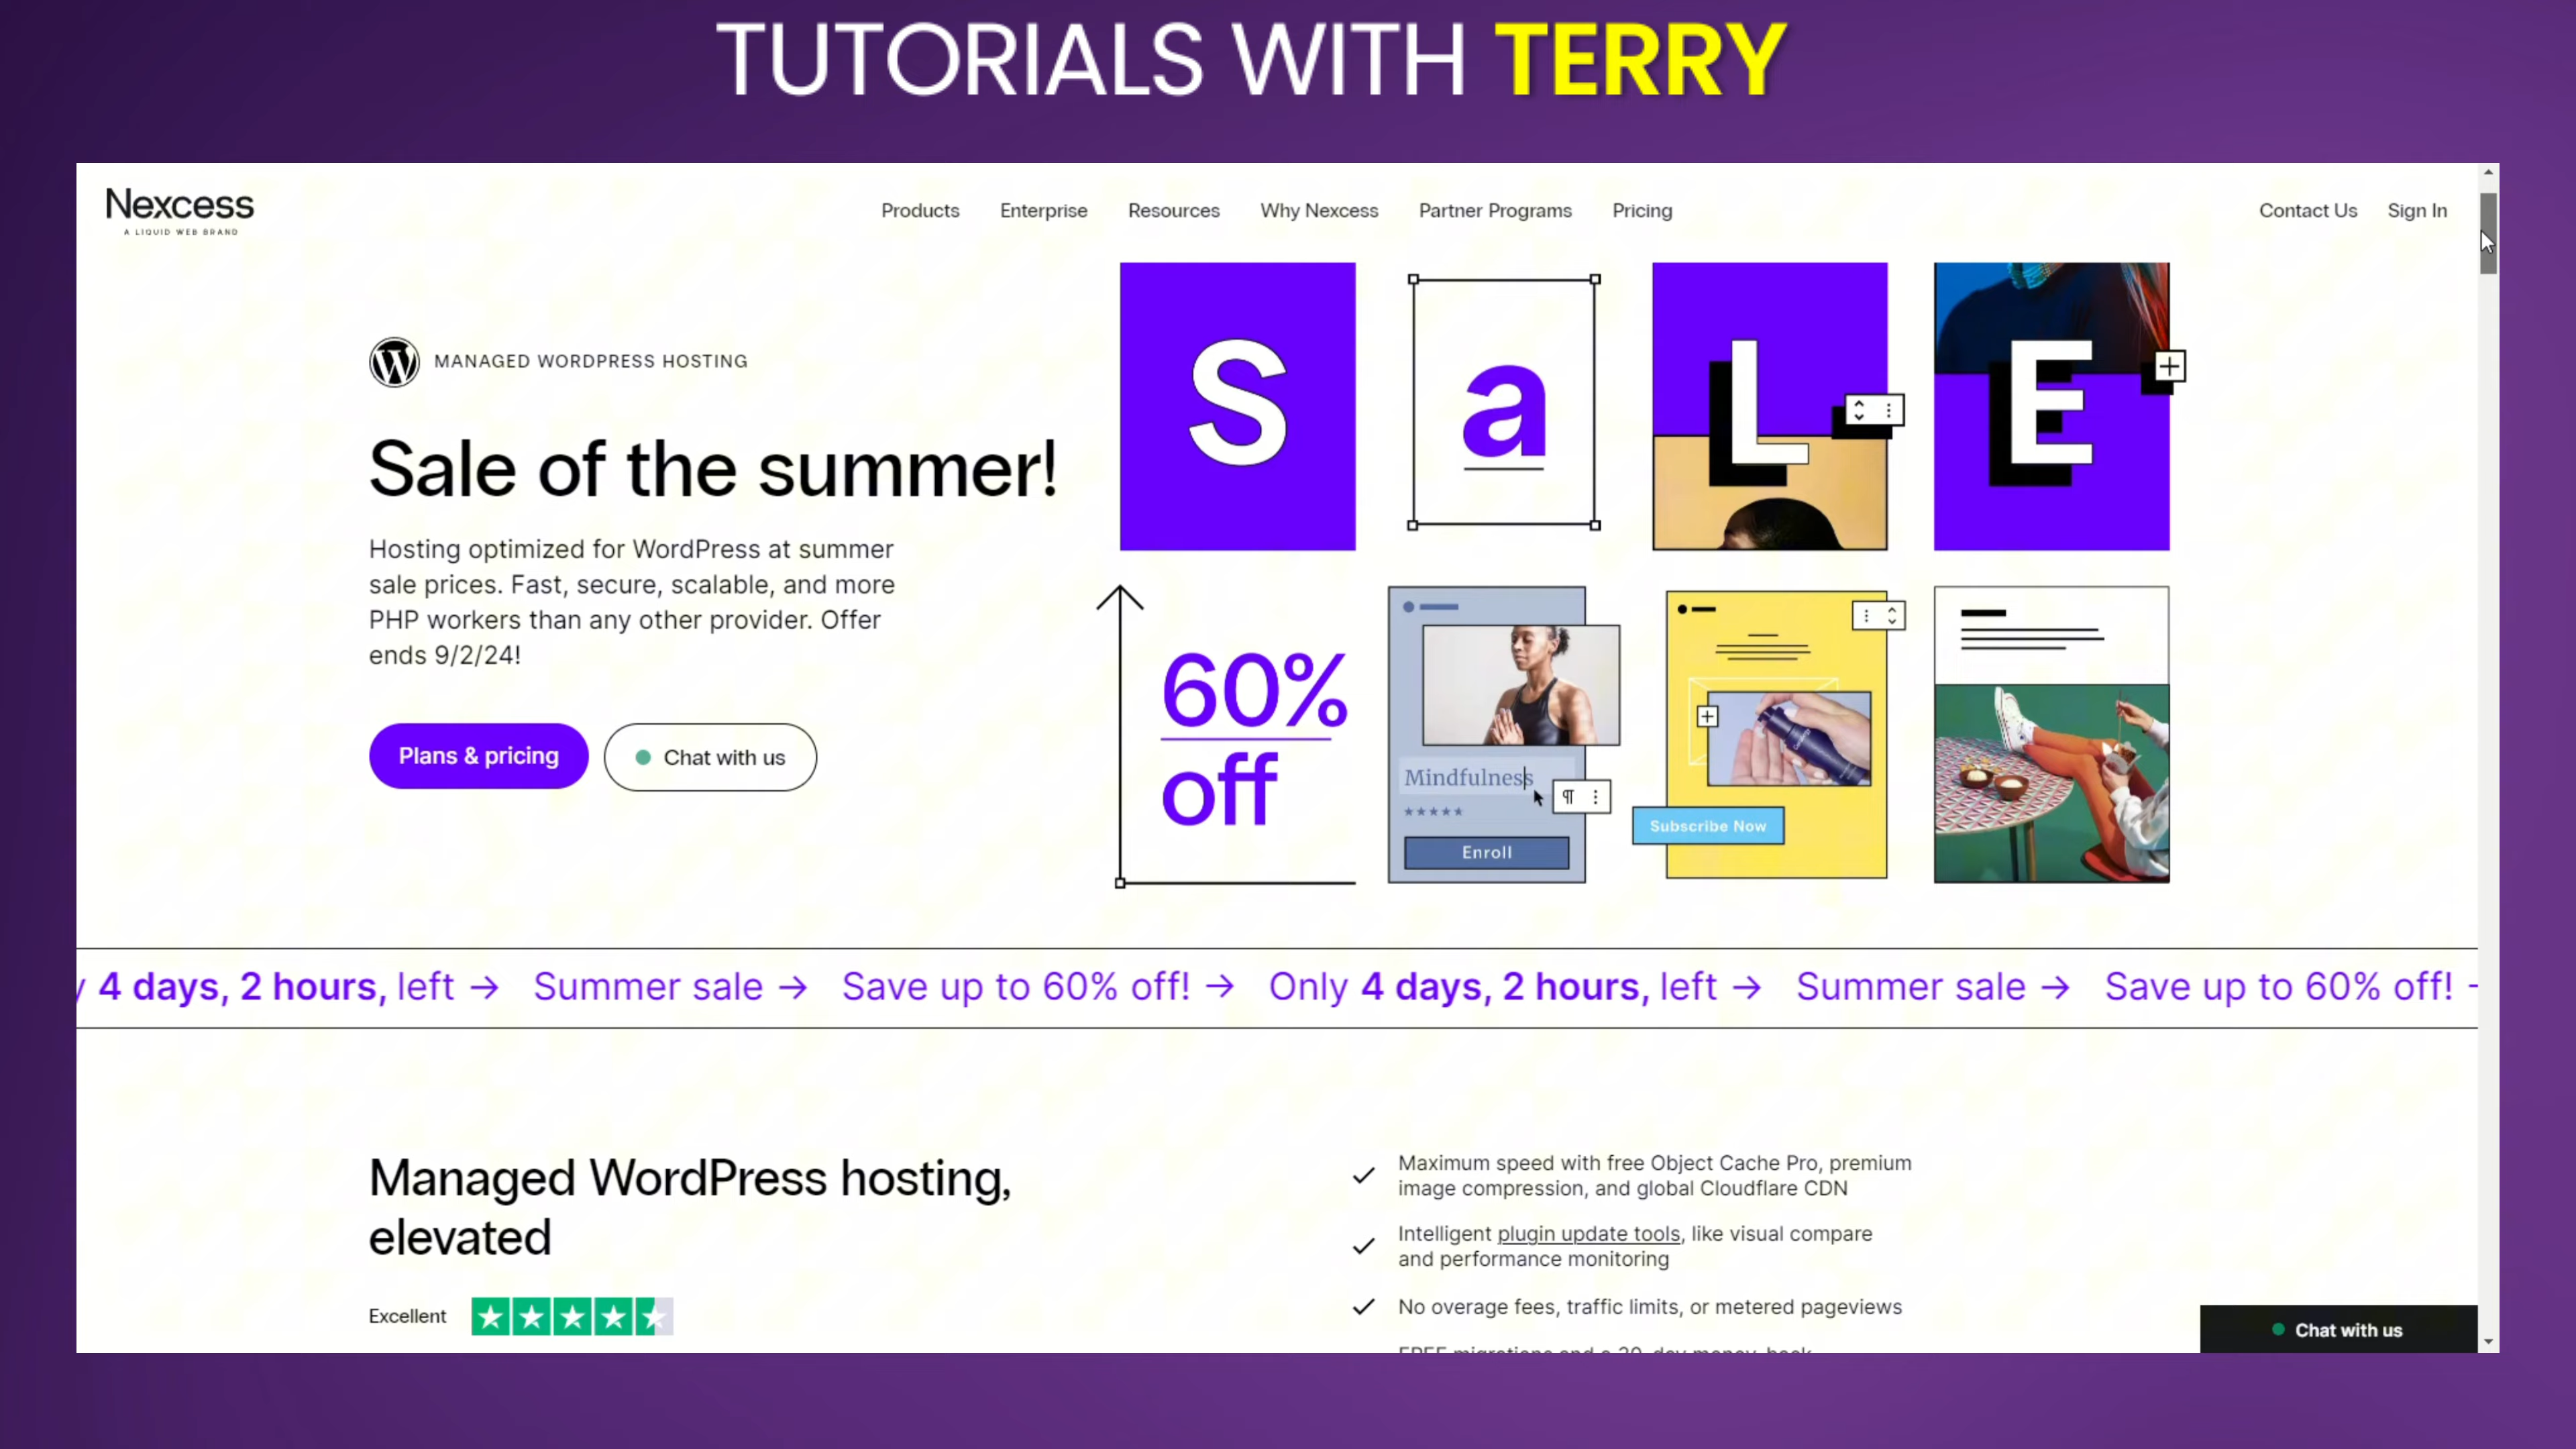 TUTORIALS WITH TERRY
Nexcess
A LIQUID WEB BRAND
Products Enterprise Resources Why Nexcess Partner Programs Pricing
Contact Us Sign In
MANAGED WORDPRESS HOSTING
Sale of the summer!
Hosting optimized for WordPress at summer
sale prices. Fast, secure, scalable, and more
PHP workers than any other provider. Offer
ends 9/2/24!
Plans & pricing
Chat with us
S a L E
60%
off
Mindfulness
Enroll
Subscribe Now
4 days, 2 hours, left → Summer sale → Save up to 60% off! → Only 4 days, 2 hours, left → Summer sale → Save up to 60% off!
Managed WordPress hosting,
elevated
Excellent
Maximum speed with free Object Cache Pro, premium
image compression, and global Cloudflare CDN
Intelligent plugin update tools, like visual compare
and performance monitoring
No overage fees, traffic limits, or metered pageviews
Chat with us